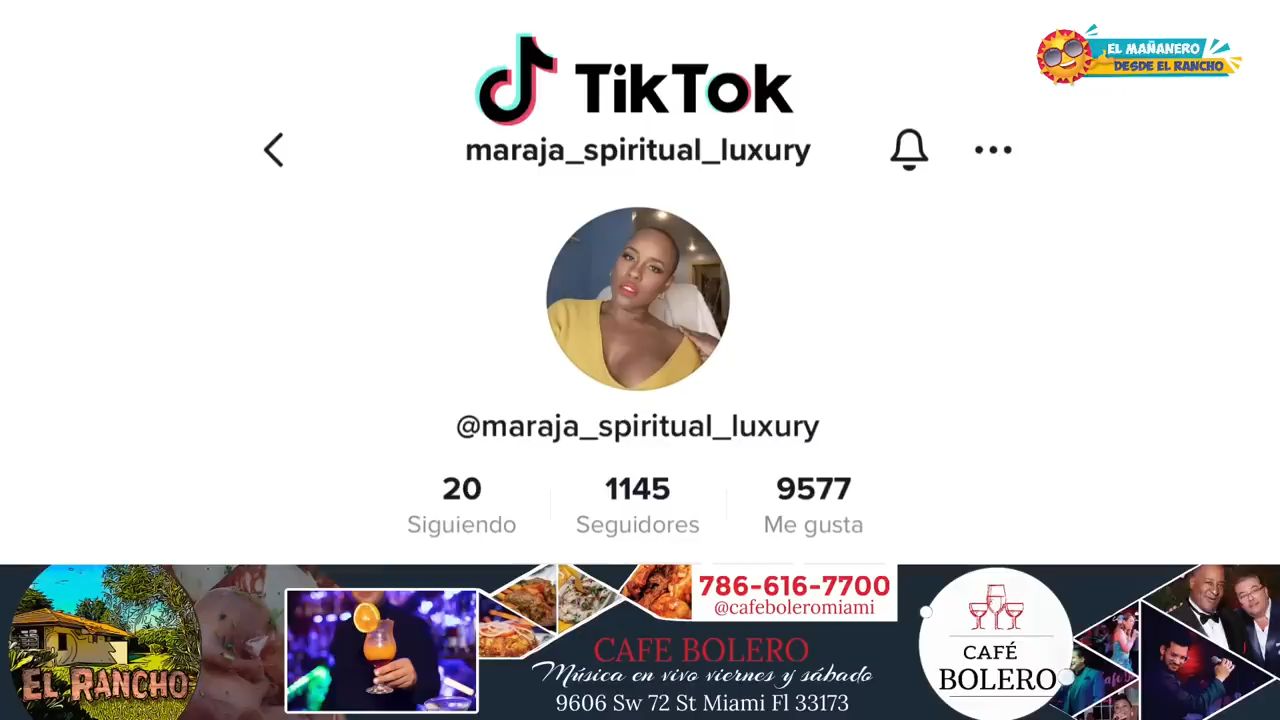 EL MAÑANERO
DESDE EL RANCHO
TikTok
maraja_spiritual_luxury
@maraja_spiritual_luxury
20
1145
9577
Siguiendo
Seguidores
Me gusta
786-616-7700
@cafeboleromiami
CAFE BOLERO
Música en vivo viernes y sábado
9606 Sw 72 St Miami Fl 33173
EL RANCHO
CAFÉ
BOLERO